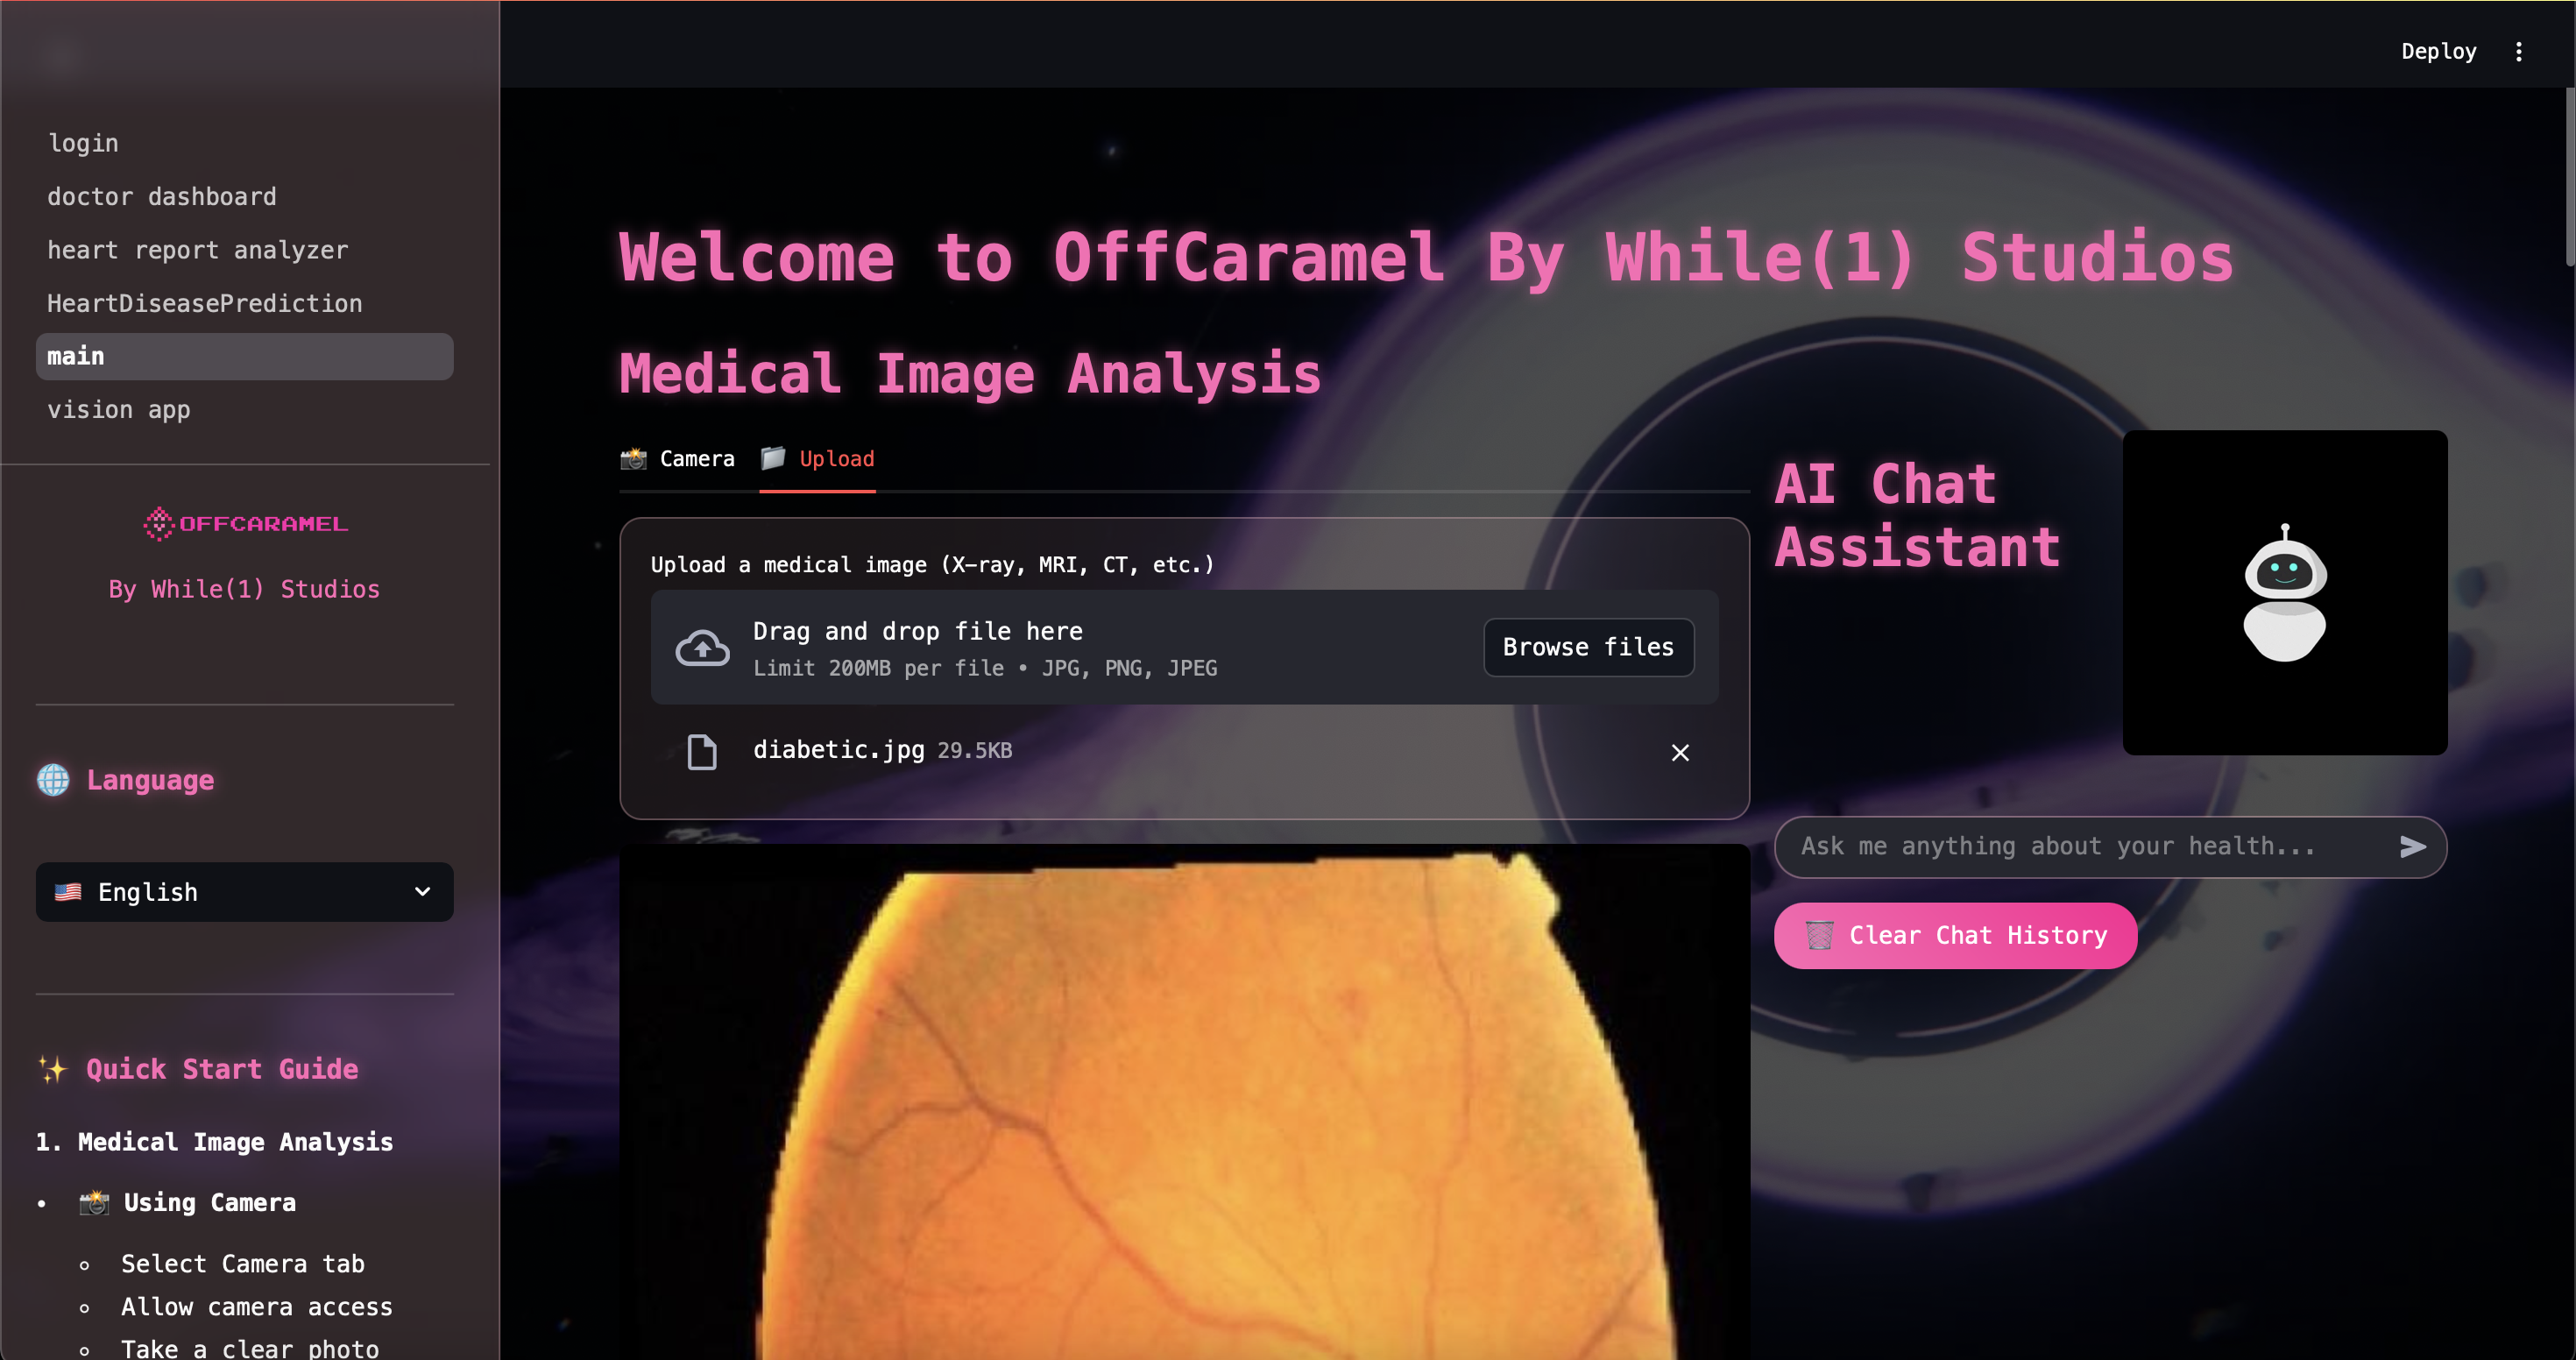 Deploy
login
doctor dashboard
heart report analyzer
HeartDiseasePrediction
main
vision app
OFFCARAMEL
By While(1) Studios
Language
English
Quick Start Guide
1. Medical Image Analysis
• Using Camera
Select Camera tab
Allow camera access
Take a clear photo
Welcome to OffCaramel By While(1) Studios
Medical Image Analysis
Camera
Upload
Upload a medical image (X-ray, MRI, CT, etc.)
Drag and drop file here
Limit 200MB per file • JPG, PNG, JPEG
Browse files
diabetic.jpg 29.5KB
AI Chat
Assistant
Ask me anything about your health...
Clear Chat History